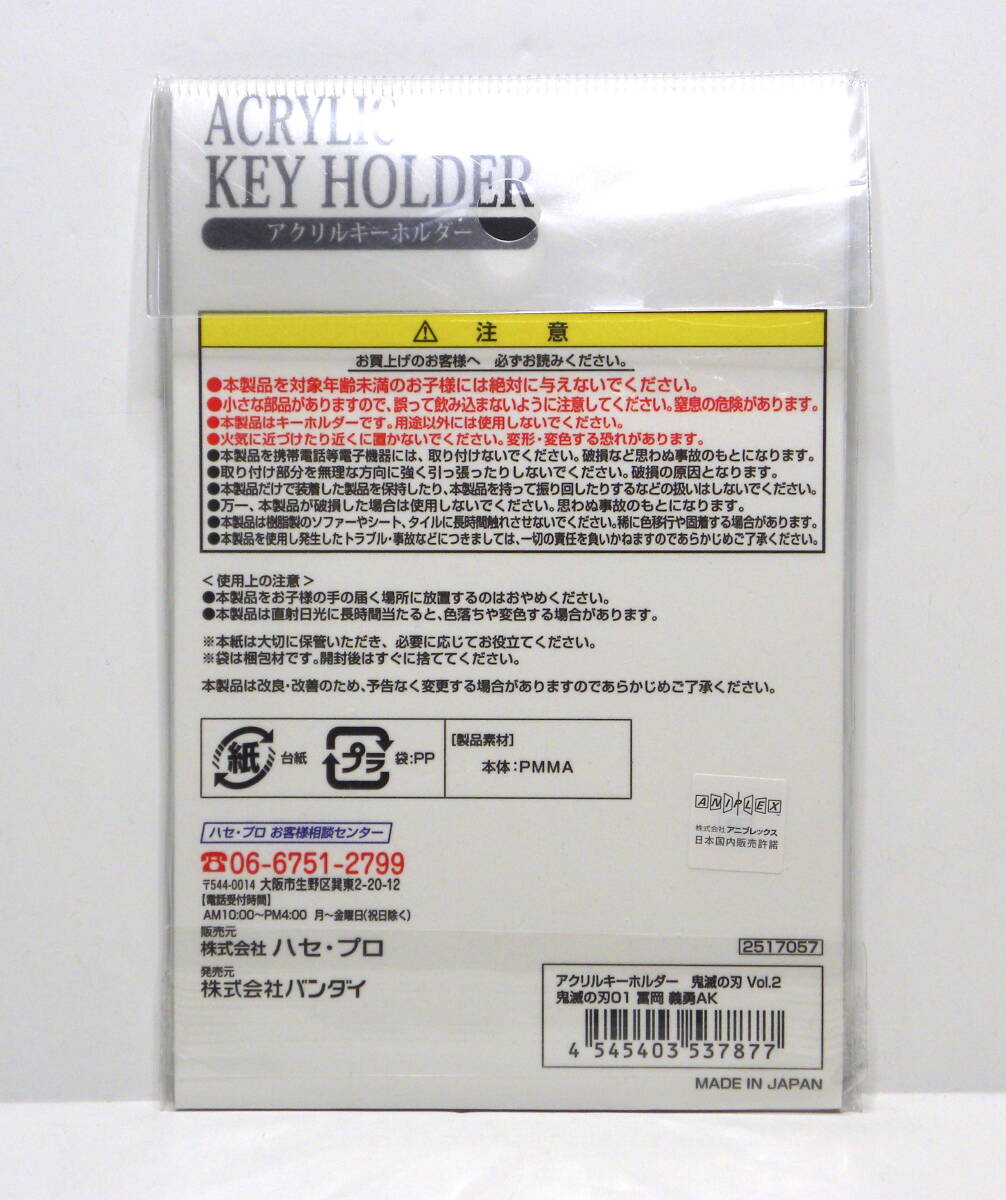 ACRYLIC
KEY HOLDER
アクリルキーホルダー
注 意
お買上げのお客様へ 必ずお読みください。
●本製品を対象年齢未満のお子様には絶対に与えないでください。
●小さな部品がありますので、誤って飲み込まないように注意してください。窒息の危険があります。
●本製品はキーホルダーです。用途以外には使用しないでください。
●火気に近づけたり近くに置かないでください。変形・変色する恐れがあります。
●本製品を携帯電話等電子機器には、取り付けないでください。破損など思わぬ事故のもとになります。
●取り付け部分を無理な方向に強く引っ張ったりしないでください。破損の原因となります。
●本製品だけで装着した製品を保持したり、本製品を持って振り回したりするなどの扱いはしないでください。
●万一、本製品が破損した場合は使用しないでください。思わぬ事故のもとになります。
●本製品は樹脂製のソファーやシート、タイルに長時間触れさせないでください。稀に色移行や固着する場合があります。
●本製品を使用し発生したトラブル・事故などにつきましては、一切の責任を負いかねますのであらかじめご了承ください。
＜使用上の注意＞
●本製品をお子様の手の届く場所に放置するのはおやめください。
●本製品は直射日光に長時間当たると、色落ちや変色する場合があります。
※本紙は大切に保管いただき、必要に応じてお役立てください。
※袋は梱包材です。開封後はすぐに捨ててください。
本製品は改良・改善のため、予告なく変更する場合がありますのであらかじめご了承ください。
紙 台紙 プラ 袋:PP
[製品素材]
本体:PMMA
ANIPLEX
株式会社 アニプレックス
日本国内販売許諾
ハセ・プロ お客様相談センター
☎06-6751-2799
〒544-0014 大阪市生野区巽東2-20-12
【電話受付時間】
AM10:00～PM4:00 月～金曜日(祝日除く)
販売元
株式会社 ハセ・プロ
発売元
株式会社バンダイ
2517057
アクリルキーホルダー 鬼滅の刃 Vol.2
鬼滅の刃01 冨岡 義勇AK
4 545403 537877
MADE IN JAPAN